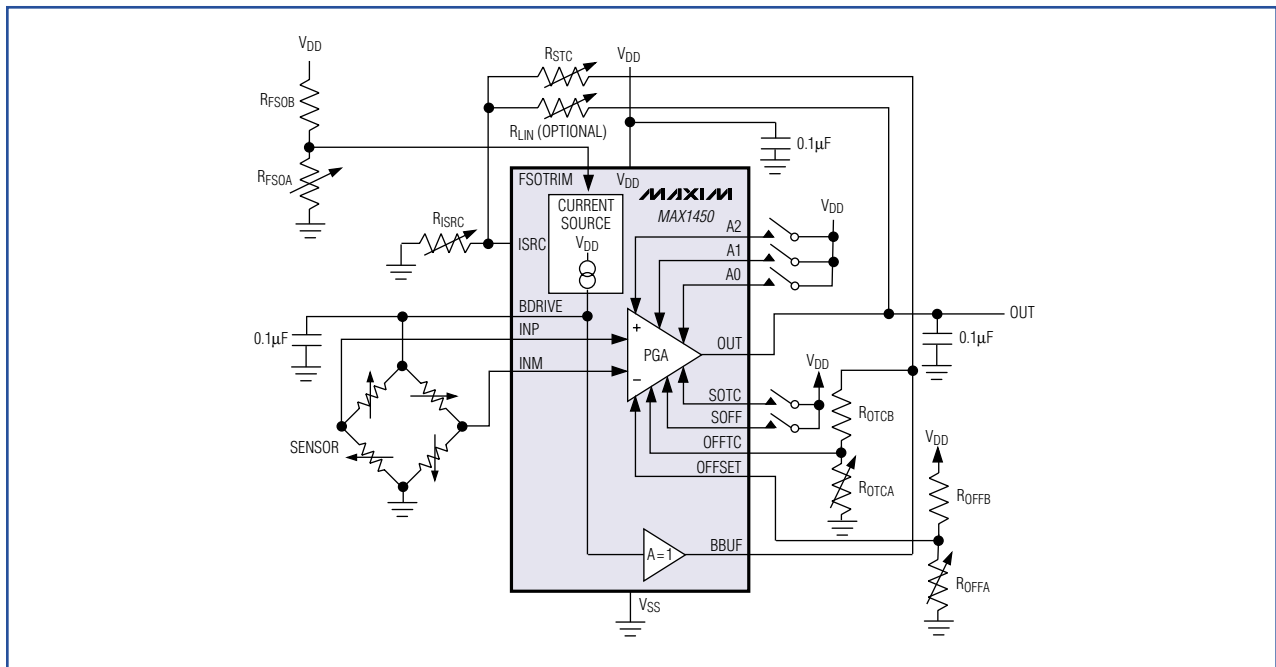 VDD
RFSOB
RFSOA
RSTC
VDD
RLIN (OPTIONAL)
0.1µF
FSOTRIM
VDD
MAXIM
MAX1450
CURRENT
SOURCE
VDD
RISRC
ISRC
A2
A1
A0
VDD
BDRIVE
INP
INM
0.1µF
+
PGA
−
OUT
OUT
0.1µF
VDD
SOTC
SOFF
OFFTC
OFFSET
ROTCB
ROTCA
VDD
ROFFB
ROFFA
SENSOR
A=1
BBUF
VSS